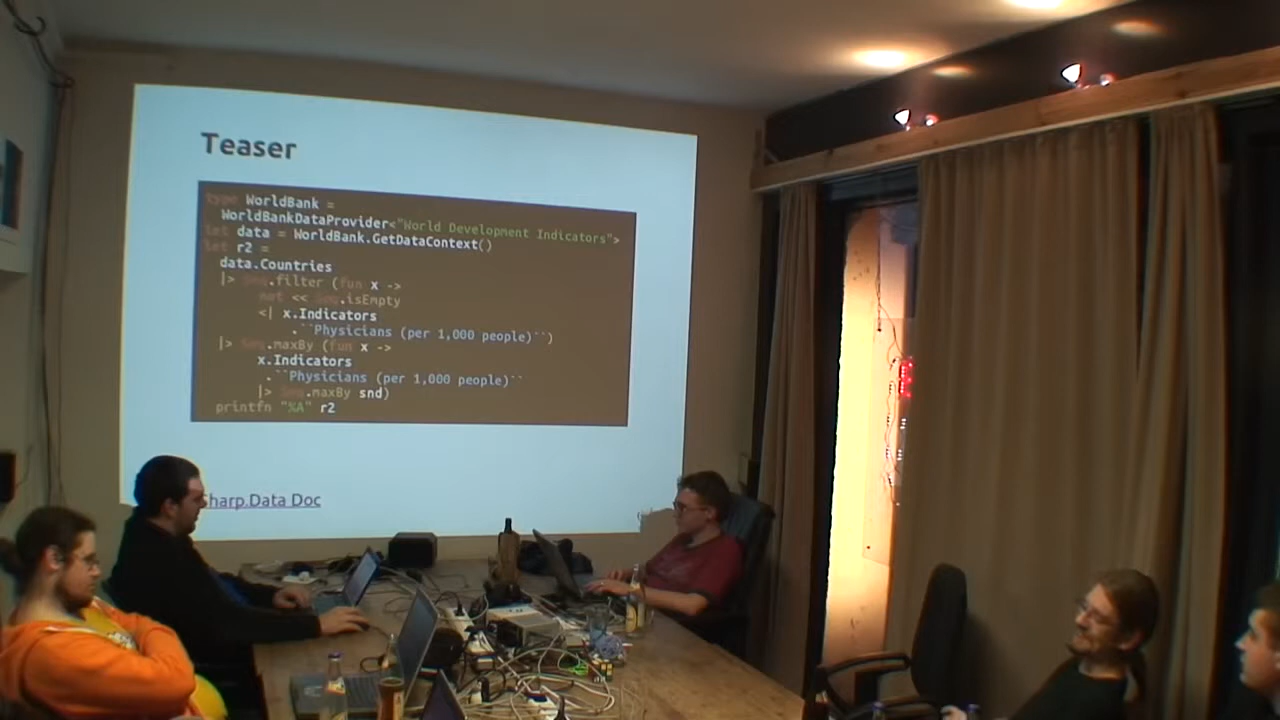 Teaser
type WorldBank =
WorldBankDataProvider<"World Development Indicators">
let data = WorldBank.GetDataContext()
let r2 =
data.Countries
|> Seq.filter (fun x ->
not << Seq.isEmpty
<| x.Indicators
.``Physicians (per 1,000 people)``)
|> Seq.maxBy (fun x ->
x.Indicators
.``Physicians (per 1,000 people)``
|> Seq.maxBy snd)
printfn "%A" r2
harp.Data Doc